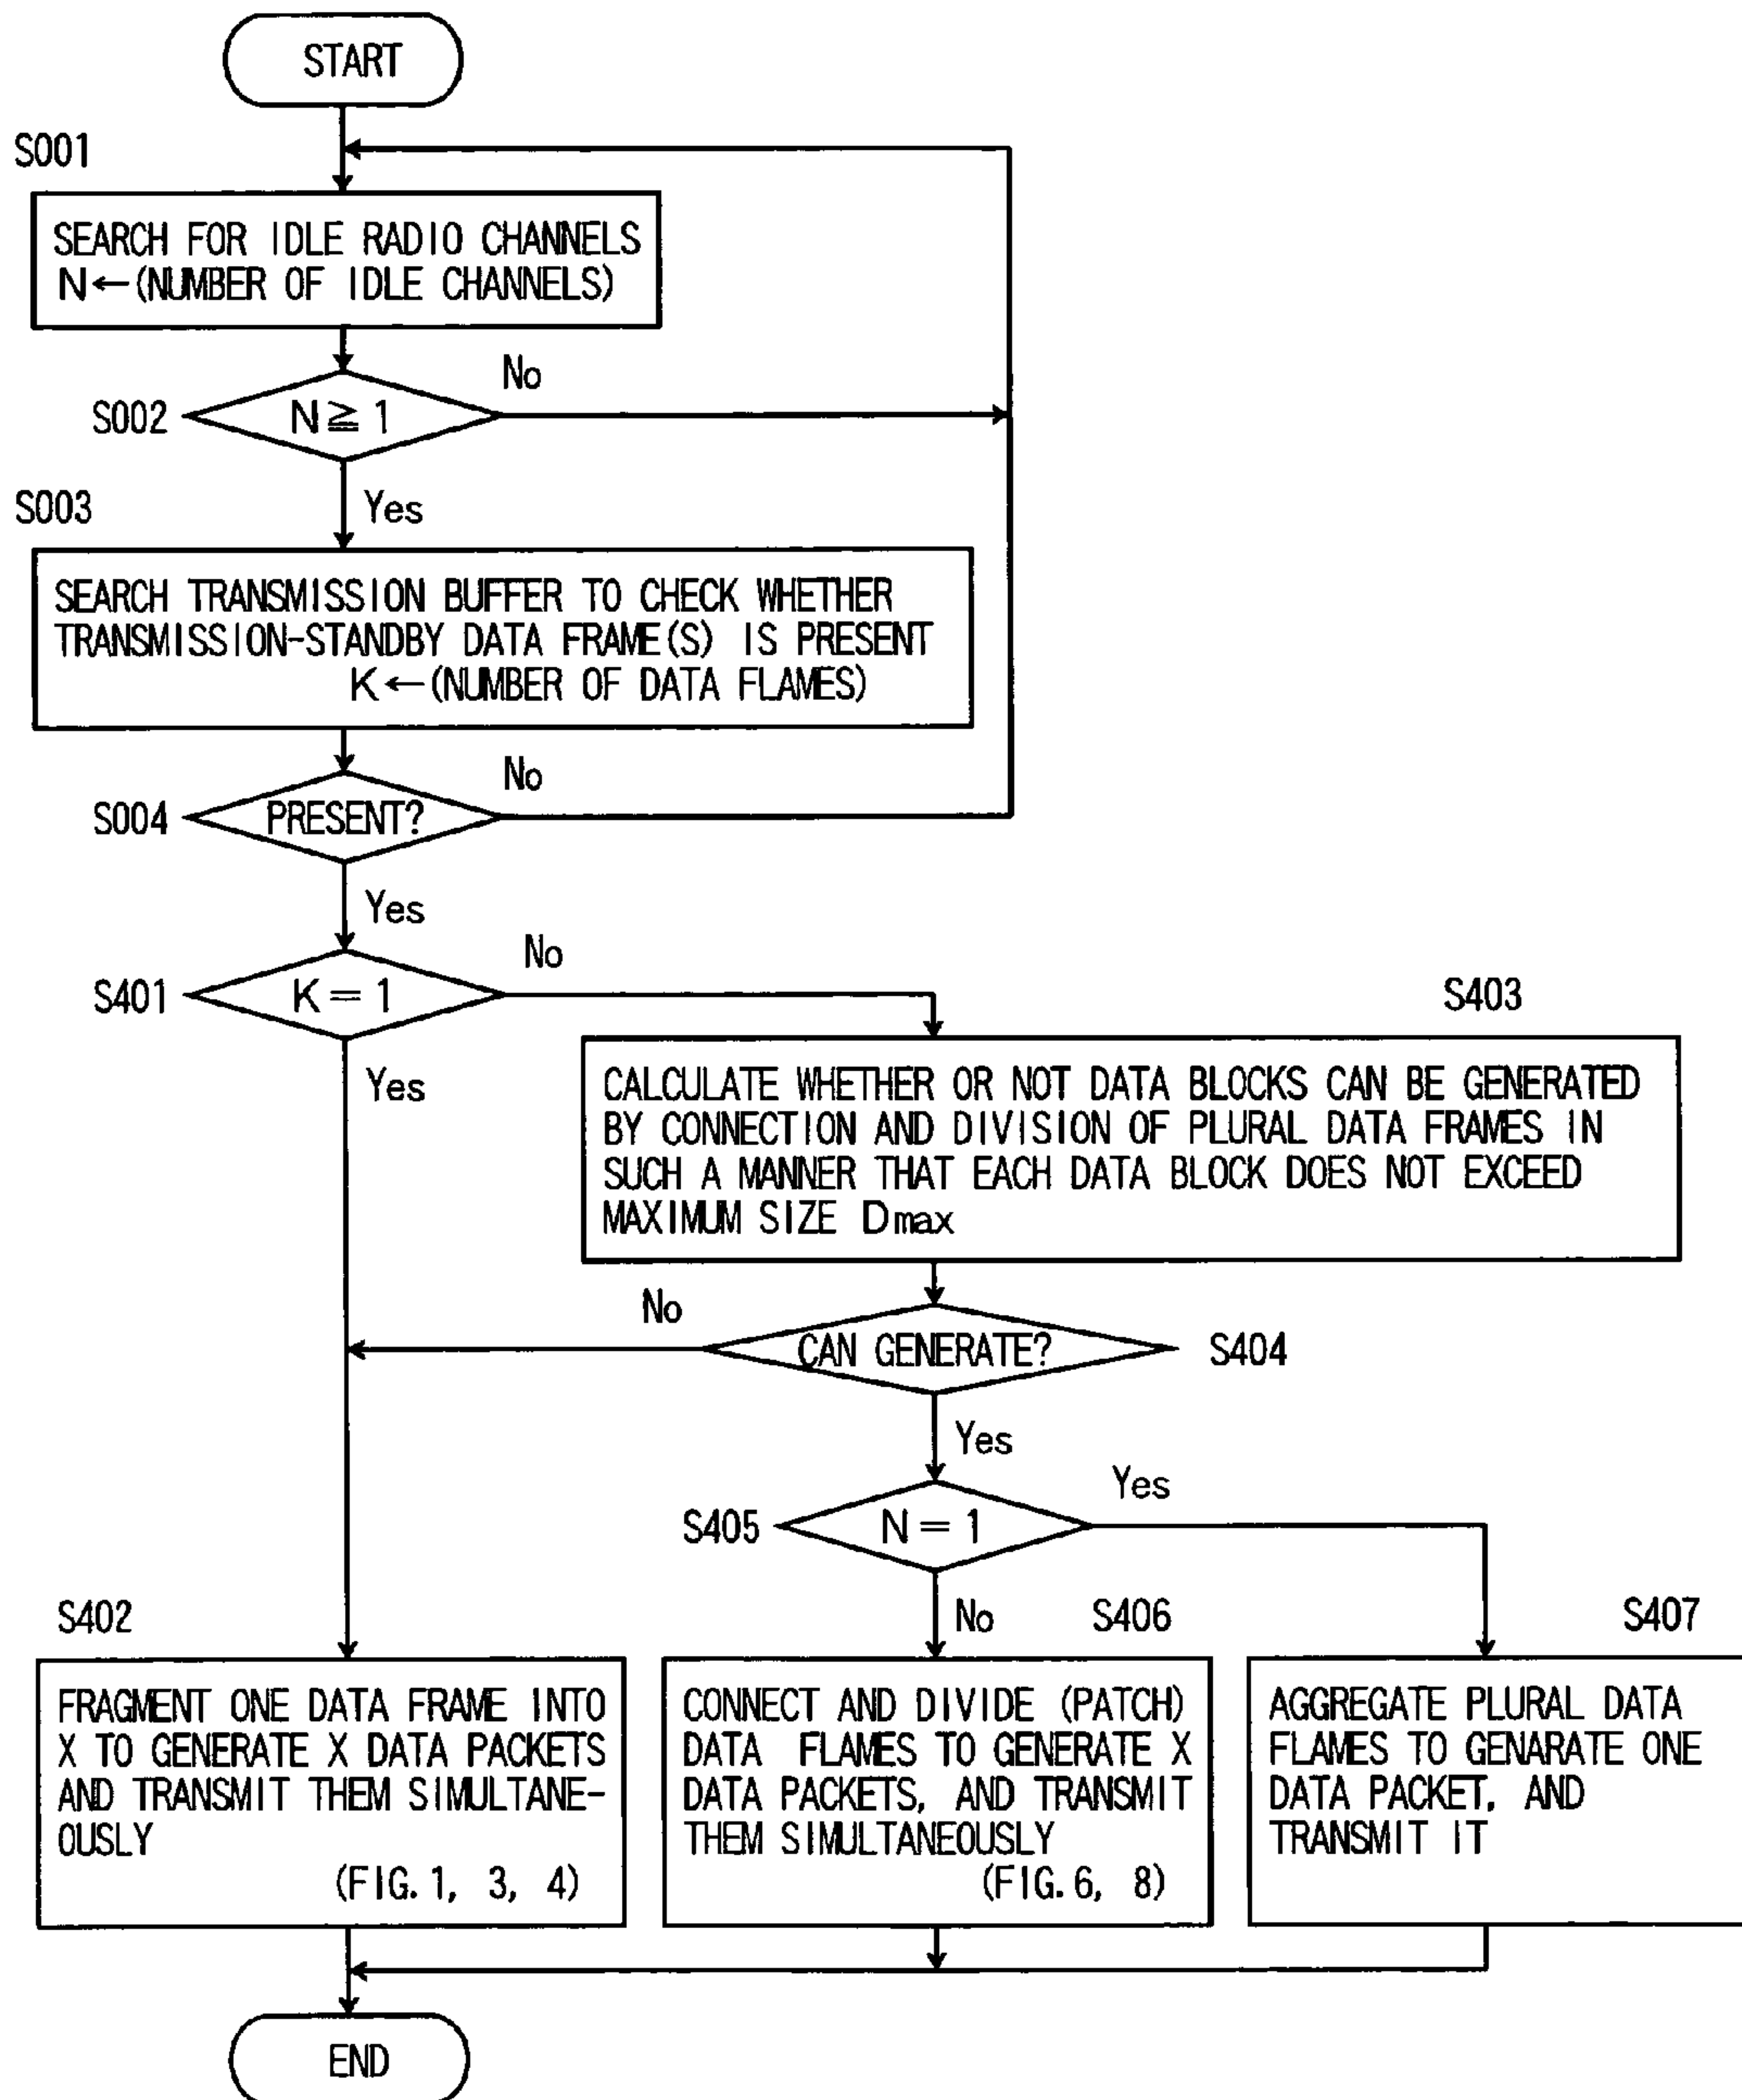 START
S001
SEARCH FOR IDLE RADIO CHANNELS
N←(NUMBER OF IDLE CHANNELS)
No
S002
N≧1
S003
Yes
SEARCH TRANSMISSION BUFFER TO CHECK WHETHER
TRANSMISSION-STANDBY DATA FRAME(S) IS PRESENT
K←(NUMBER OF DATA FLAMES)
No
S004
PRESENT?
Yes
No
S401
K=1
S403
Yes
CALCULATE WHETHER OR NOT DATA BLOCKS CAN BE GENERATED
BY CONNECTION AND DIVISION OF PLURAL DATA FRAMES IN
SUCH A MANNER THAT EACH DATA BLOCK DOES NOT EXCEED
MAXIMUM SIZE Dmax
No
CAN GENERATE?
S404
Yes
Yes
S405
N=1
S402
No
S406
S407
FRAGMENT ONE DATA FRAME INTO
X TO GENERATE X DATA PACKETS
AND TRANSMIT THEM SIMULTANE-
OUSLY
(FIG.1, 3, 4)
CONNECT AND DIVIDE (PATCH)
DATA FLAMES TO GENERATE X
DATA PACKETS, AND TRANSMIT
THEM SIMULTANEOUSLY
(FIG.6, 8)
AGGREGATE PLURAL DATA
FLAMES TO GENARATE ONE
DATA PACKET, AND
TRANSMIT IT
END